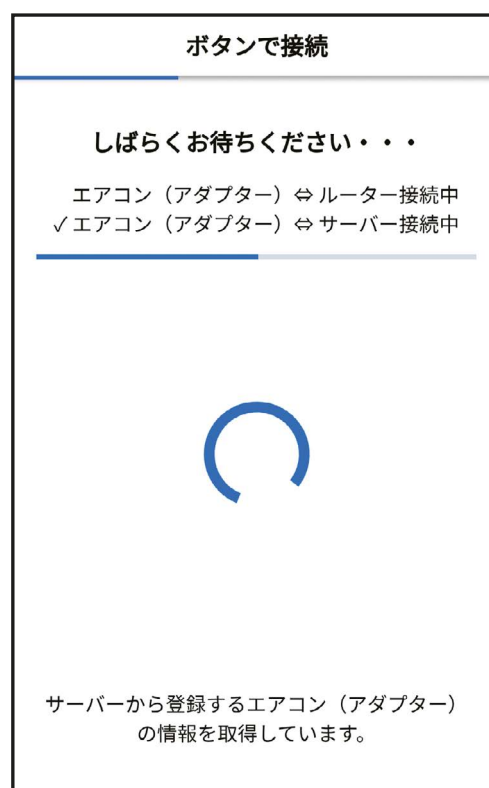 ボタンで接続
しばらくお待ちください・・・
エアコン（アダプター）⇔ルーター接続中
✓エアコン（アダプター）⇔サーバー接続中
サーバーから登録するエアコン（アダプター）
の情報を取得しています。